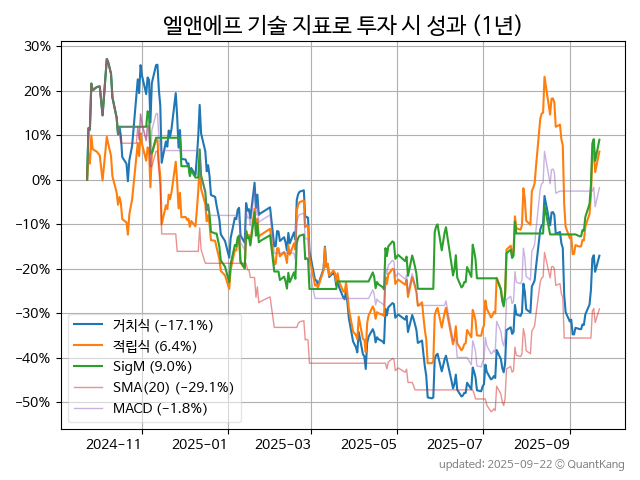 엘앤에프 기술 지표로 투자 시 성과 (1년)
30%
20%
10%
0%
−10%
−20%
−30%
−40%
−50%
거치식 (−17.1%)
적립식 (6.4%)
SigM (9.0%)
SMA(20) (−29.1%)
MACD (−1.8%)
2024-11
2025-01
2025-03
2025-05
2025-07
2025-09
updated: 2025-09-22 ⓒ QuantKang